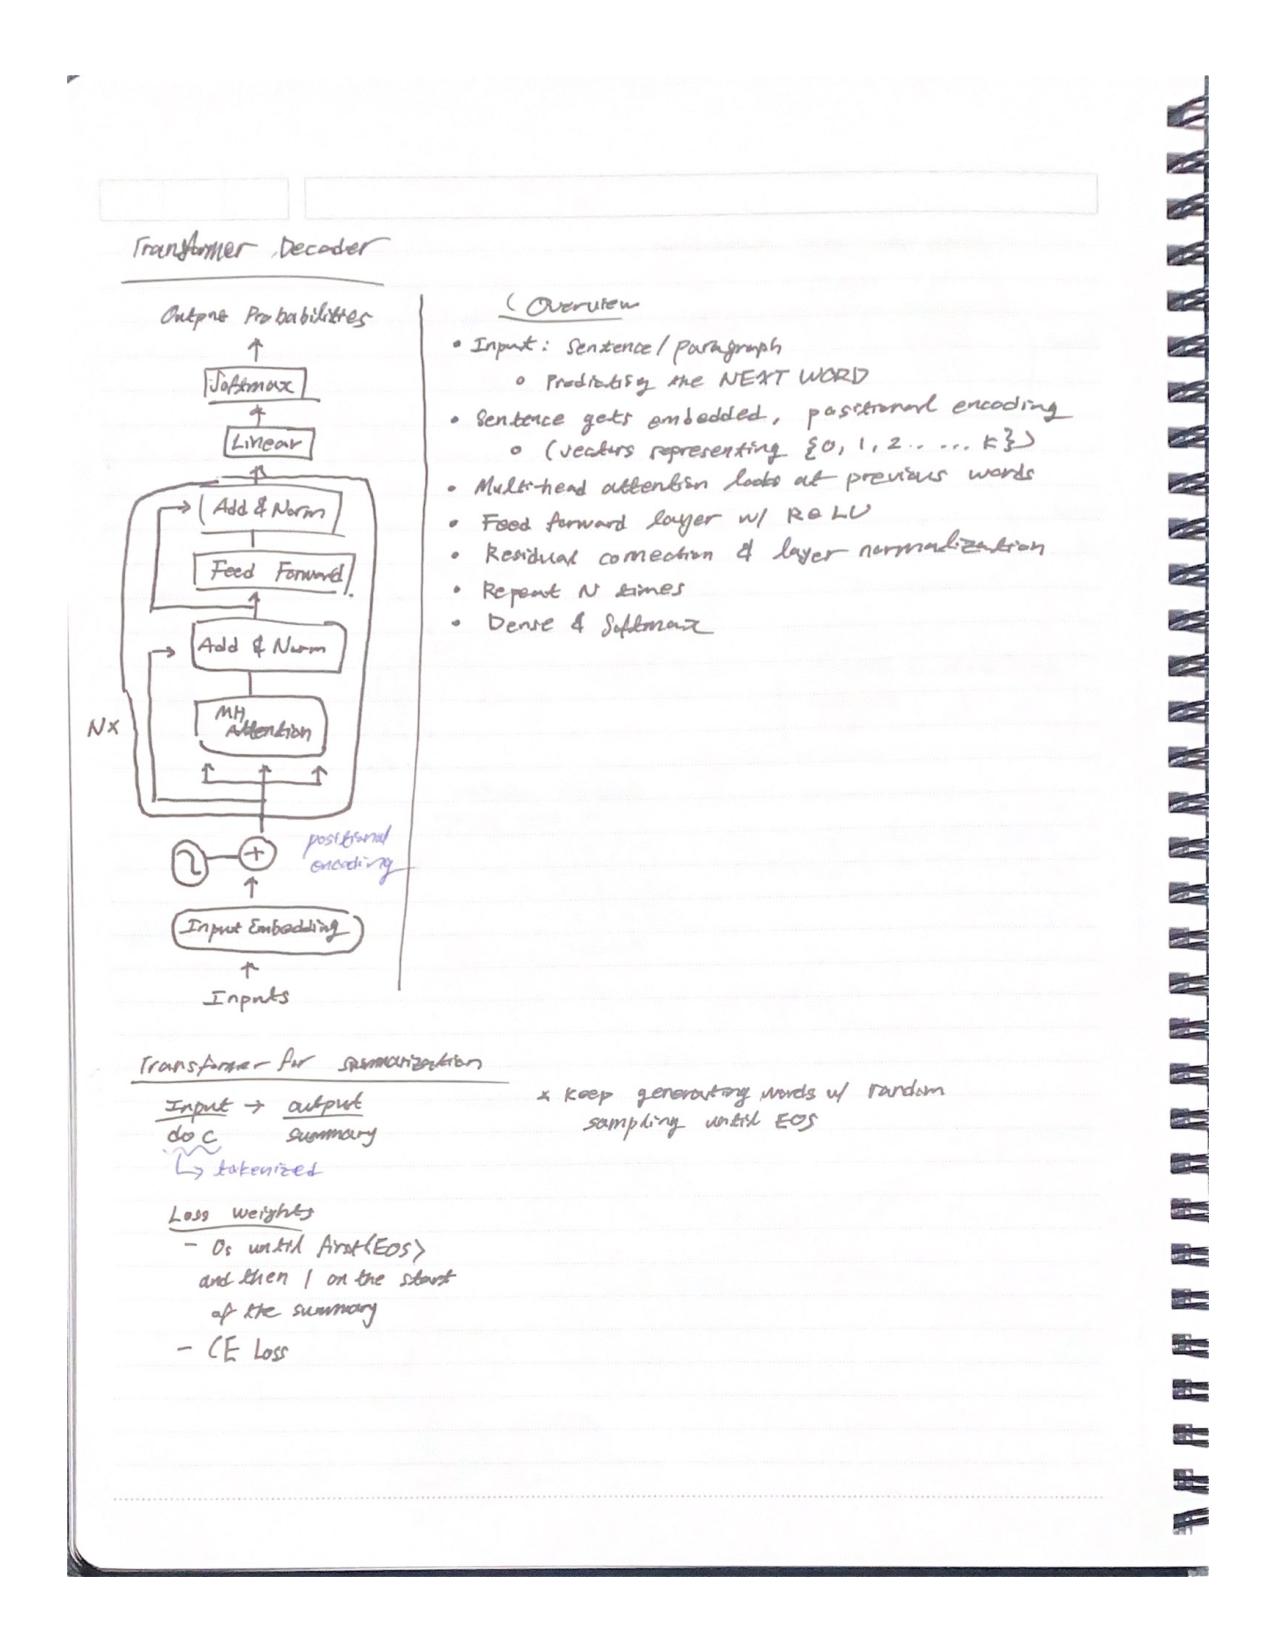 Transformer Decoder
Output Probabilities
Softmax
Linear
Add & Norm
Feed Forward
Add & Norm
MH
Attention
Nx
positional
encoding
+
Input Embedding
Inputs
Overview
• Input: Sentence/paragraph
∘ Predicting the NEXT WORD
• Sentence gets embedded, positional encoding
∘ (vectors representing {0, 1, 2.. ... k})
• Multi-head attention looks at previous words
• Feed forward layer w/ ReLU
• Residual connection & layer normalization
• Repeat N times
• Dense & Softmax
Transformer for summarization
Input → output
doc summary
↳ tokenized
* Keep generating words w/ random
sampling until EOS
Loss weights
- 0s until first <EOS>
and then 1 on the start
of the summary
- CE Loss